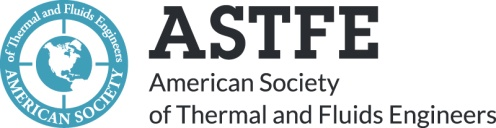 of Thermal and Fluids Engineers
AMERICAN SOCIETY
ASTFE
American Society
of Thermal and Fluids Engineers